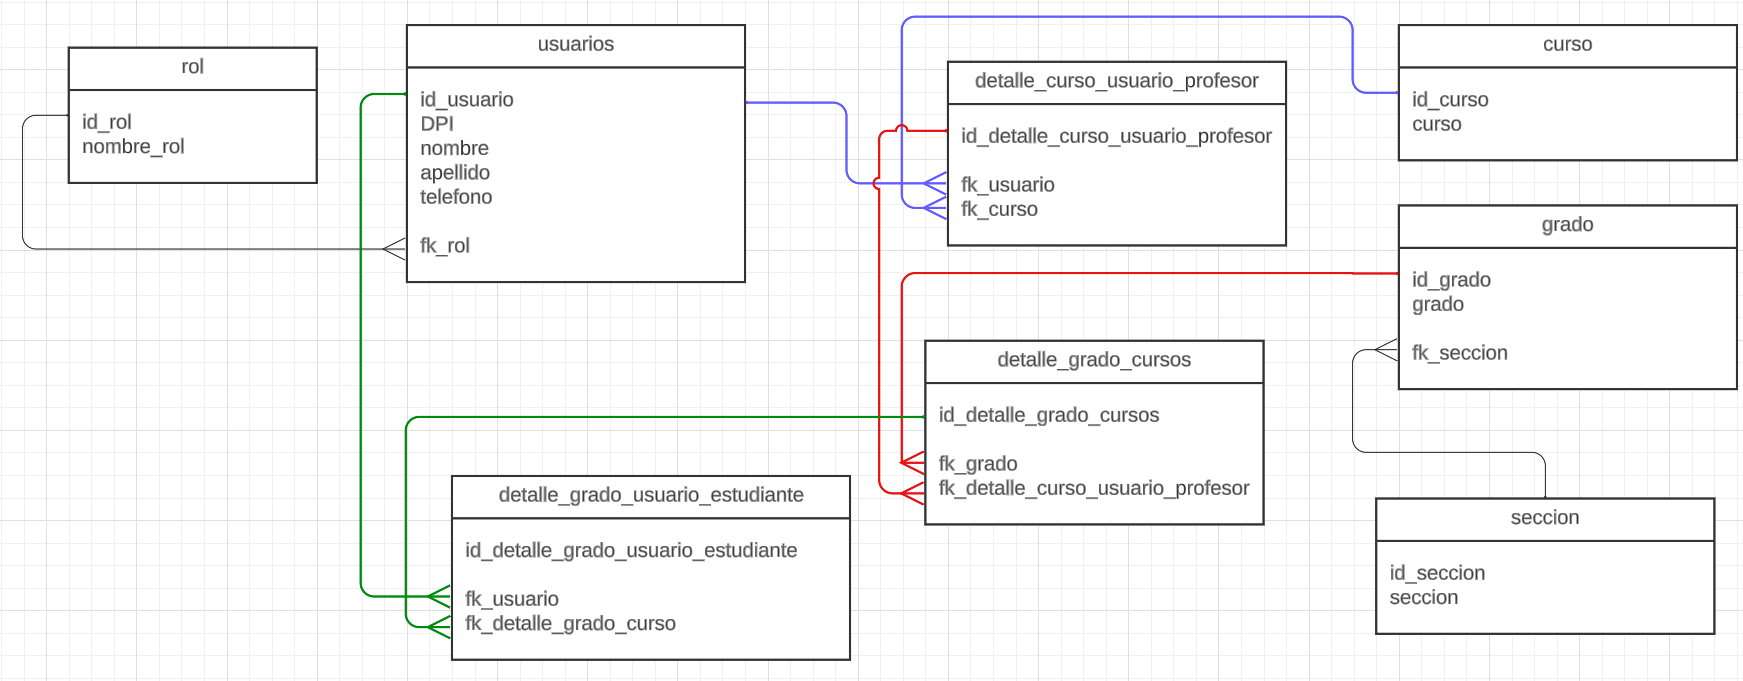 rol
id_rol
nombre_rol
usuarios
id_usuario
DPI
nombre
apellido
telefono
fk_rol
detalle_curso_usuario_profesor
id_detalle_curso_usuario_profesor
fk_usuario
fk_curso
curso
id_curso
curso
grado
id_grado
grado
fk_seccion
detalle_grado_cursos
id_detalle_grado_cursos
fk_grado
fk_detalle_curso_usuario_profesor
detalle_grado_usuario_estudiante
id_detalle_grado_usuario_estudiante
fk_usuario
fk_detalle_grado_curso
seccion
id_seccion
seccion